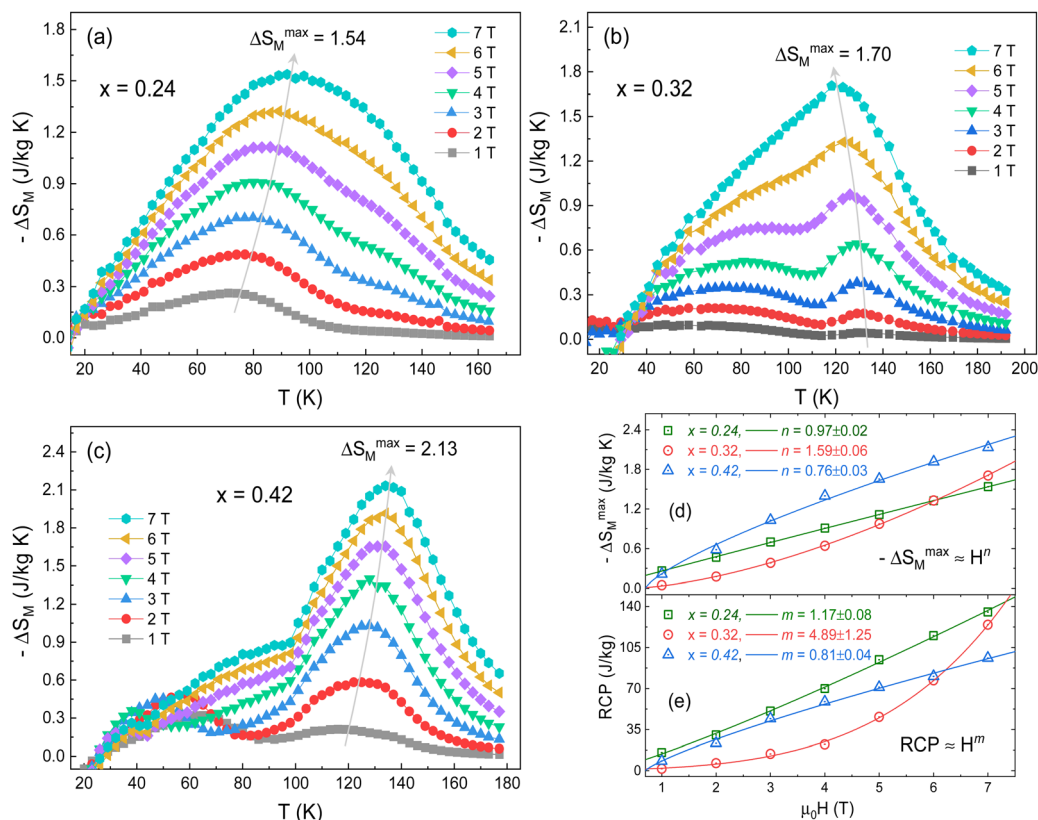 (a)
ΔS_M^max = 1.54
x = 0.24
7 T
6 T
5 T
4 T
3 T
2 T
1 T
1.8
1.5
1.2
0.9
0.6
0.3
0.0
- ΔS_M (J/kg K)
20 40 60 80 100 120 140 160
T (K)
(b)
ΔS_M^max = 1.70
x = 0.32
7 T
6 T
5 T
4 T
3 T
2 T
1 T
2.1
1.8
1.5
1.2
0.9
0.6
0.3
0.0
- ΔS_M (J/kg K)
20 40 60 80 100 120 140 160 180 200
T (K)
(c)
ΔS_M^max = 2.13
x = 0.42
7 T
6 T
5 T
4 T
3 T
2 T
1 T
2.4
2.1
1.8
1.5
1.2
0.9
0.6
0.3
0.0
- ΔS_M (J/kg K)
20 40 60 80 100 120 140 160 180
T (K)
x = 0.24, n = 0.97±0.02
x = 0.32, n = 1.59±0.06
x = 0.42, n = 0.76±0.03
(d)
- ΔS_M^max ≈ H^n
2.4
1.8
1.2
0.6
0.0
- ΔS_M^max (J/kg K)
x = 0.24, m = 1.17±0.08
x = 0.32, m = 4.89±1.25
x = 0.42, m = 0.81±0.04
(e)
RCP ≈ H^m
140
105
70
35
0
RCP (J/kg)
1 2 3 4 5 6 7
μ₀H (T)